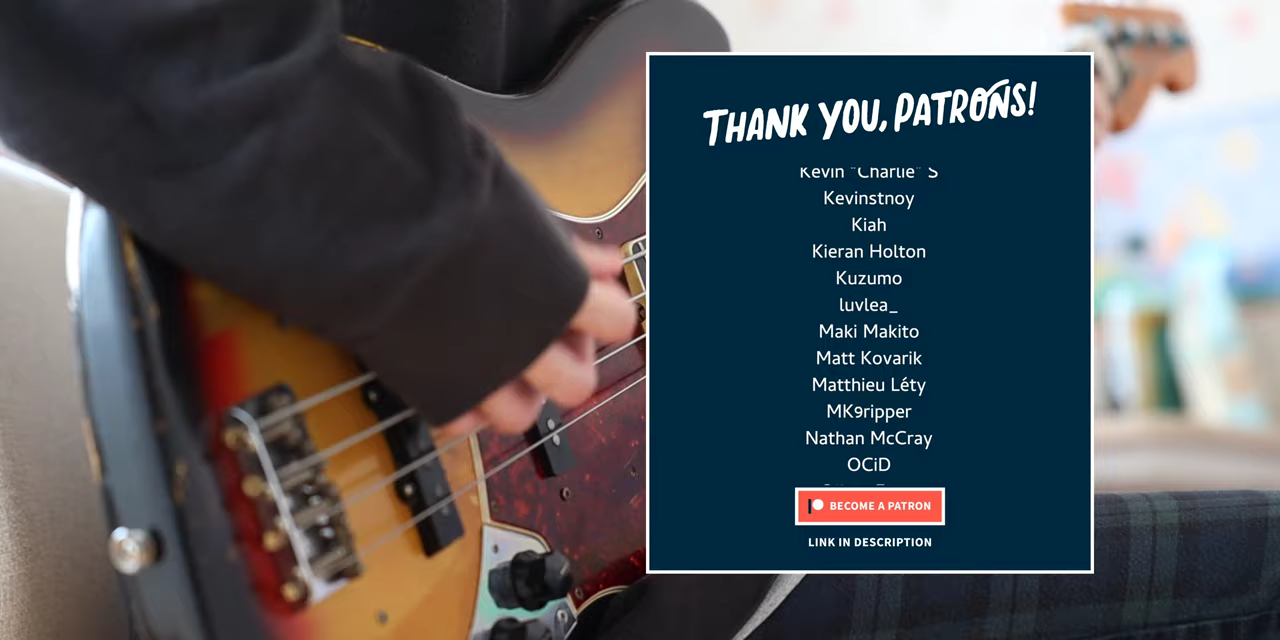 THANK YOU, PATRONS!
Kevin "Charlie" S
Kevinstnoy
Kiah
Kieran Holton
Kuzumo
luvlea_
Maki Makito
Matt Kovarik
Matthieu Léty
MK9ripper
Nathan McCray
OCiD
BECOME A PATRON
LINK IN DESCRIPTION